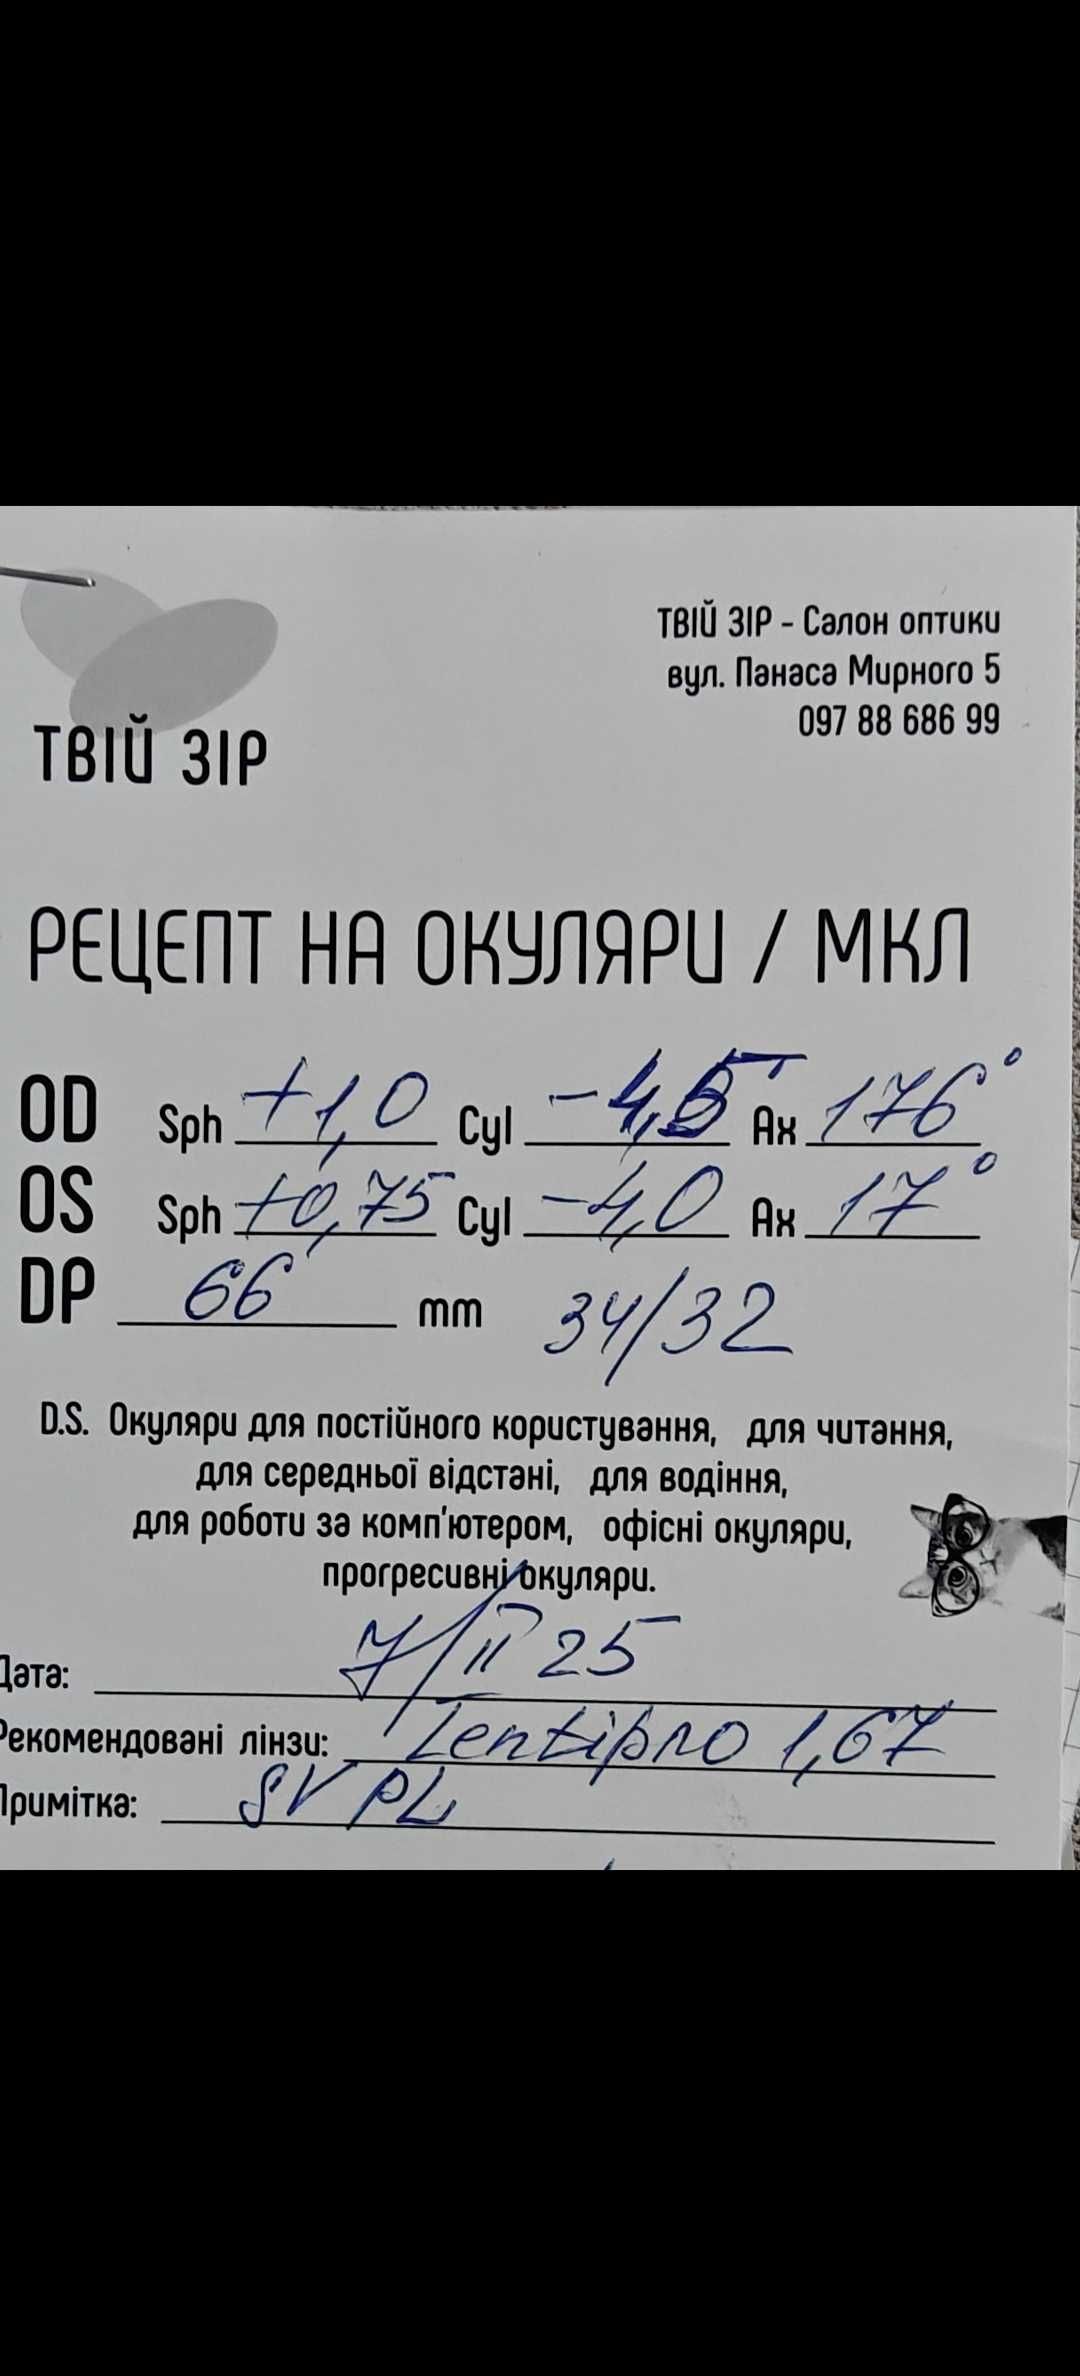 ТВІЙ ЗІР - Салон оптики
вул. Панаса Мирного 5
097 88 686 99
ТВІЙ ЗІР
РЕЦЕПТ НА ОКУЛЯРИ / МКЛ
OD Sph +1,0 Cyl -4,5 Ax 176°
OS Sph +0,75 Cyl -4,0 Ax 17°
DP 66 mm 34/32
D.S. Окуляри для постійного користування, для читання,
для середньої відстані, для водіння,
для роботи за комп'ютером, офісні окуляри,
прогресивні окуляри.
Дата: 7/II 25
Рекомендовані лінзи: Lentipro 1,67
Примітка: SV PL